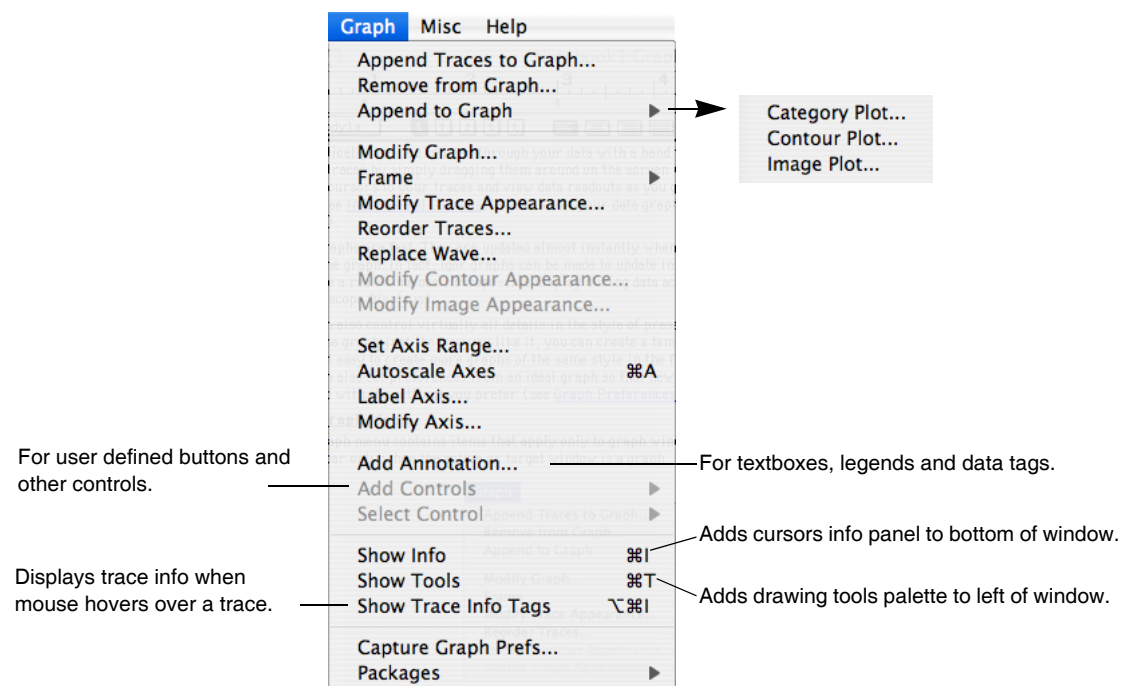 Graph Misc Help
Append Traces to Graph...
Remove from Graph...
Append to Graph
Category Plot...
Contour Plot...
Image Plot...
Modify Graph...
Frame
Modify Trace Appearance...
Reorder Traces...
Replace Wave...
Modify Contour Appearance...
Modify Image Appearance...
Set Axis Range...
Autoscale Axes ⌘A
Label Axis...
Modify Axis...
For user defined buttons and
other controls.
Add Annotation...
For textboxes, legends and data tags.
Add Controls
Select Control
Adds cursors info panel to bottom of window.
Show Info ⌘I
Show Tools ⌘T
Adds drawing tools palette to left of window.
Displays trace info when
mouse hovers over a trace.
Show Trace Info Tags ⌥⌘I
Capture Graph Prefs...
Packages